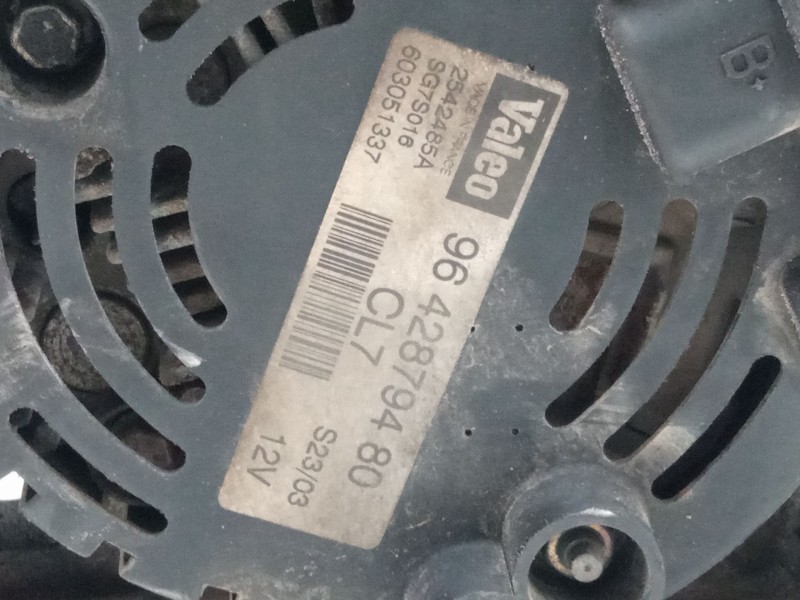 Valeo
MADE IN FRANCE
2542485A
SG7S016
603051337
96 428794 80
CL7
S23/03
12V
B+